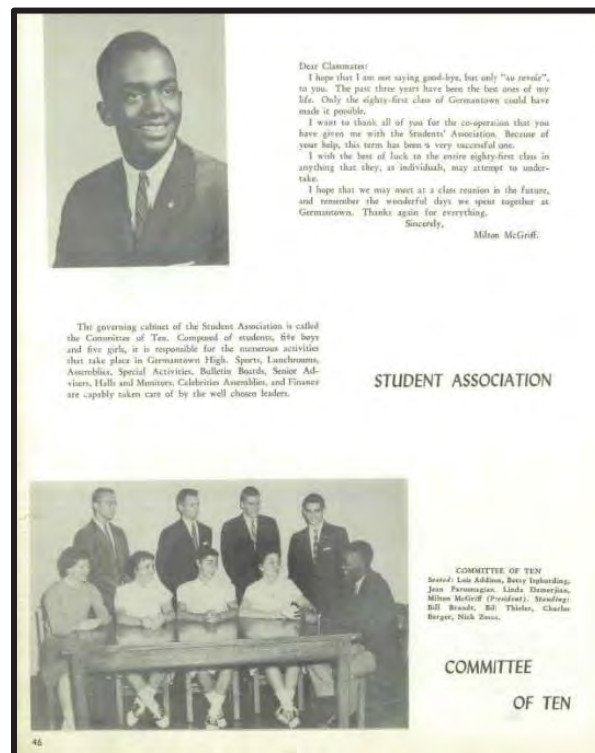 Dear Classmates:
I hope that I am not saying good-bye, but only "au revoir",
to you. The past three years have been the best ones of my
life. Only the eighty-first class of Germantown could have
made it possible.
I want to thank all of you for the co-operation that you
have given me with the Students' Association. Because of
your help, this term has been a very successful one.
I wish the best of luck to the entire eighty-first class in
anything that they, as individuals, may attempt to under-
take.
I hope that we may meet at a class reunion in the future,
and remember the wonderful days we spent together at
Germantown. Thanks again for everything.
Sincerely,
Milton McGriff.
The governing cabinet of the Student Association is called
the Committee of Ten. Composed of students, five boys
and five girls, it is responsible for the numerous activities
that take place in Germantown High. Sports, Lunchrooms,
Assemblies, Special Activities, Bulletin Boards, Senior Ad-
visors, Halls and Monitors, Celebrities Assemblies, and Finance
are capably taken care of by the well chosen leaders.
STUDENT ASSOCIATION
COMMITTEE OF TEN
Seated: Lois Addison, Betsy
Jean Linda Damerjian,
Milton McGriff (President). Standing:
Bill Brandt, Bill Thieler, Charles
Berger, Nick
COMMITTEE
OF TEN
46